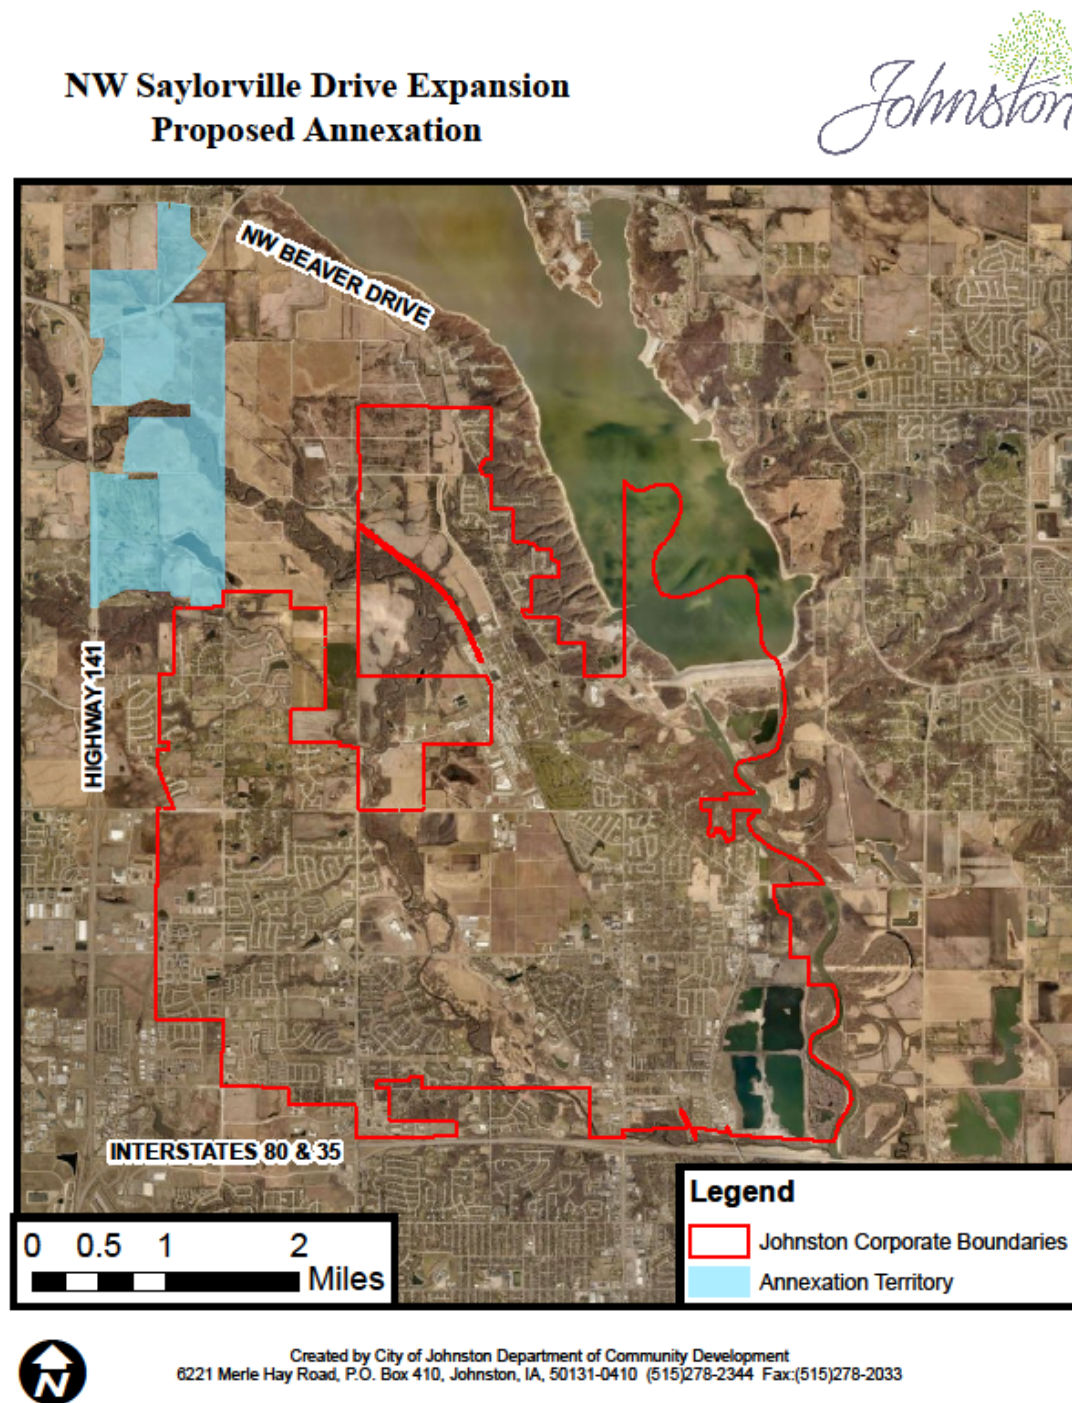 NW Saylorville Drive Expansion
Proposed Annexation
Johnston
NW BEAVER DRIVE
HIGHWAY 141
INTERSTATES 80 & 35
0 0.5 1 2
Miles
Legend
Johnston Corporate Boundaries
Annexation Territory
N
Created by City of Johnston Department of Community Development
6221 Merle Hay Road, P.O. Box 410, Johnston, IA, 50131-0410 (515)278-2344 Fax:(515)278-2033